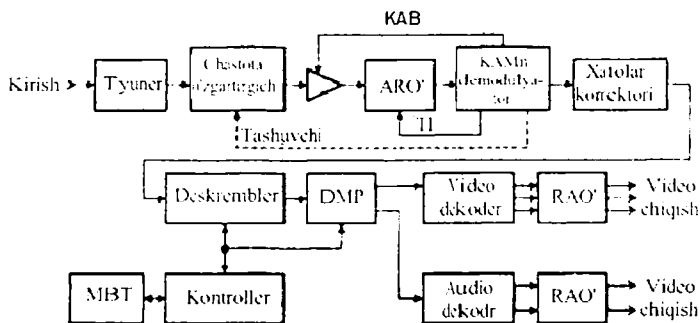 KAB
Kirish
Tyuner
Chastota
o'zgartirgich
ARO'
KAMn
demodulya-
tor
Xatolar
korrektori
Tashuvchi
TI
Deskrembler
DMP
Video
dekoder
RAO'
Video
chiqish
MBT
Kontroller
Audio
dekodr
RAO'
Video
chiqish